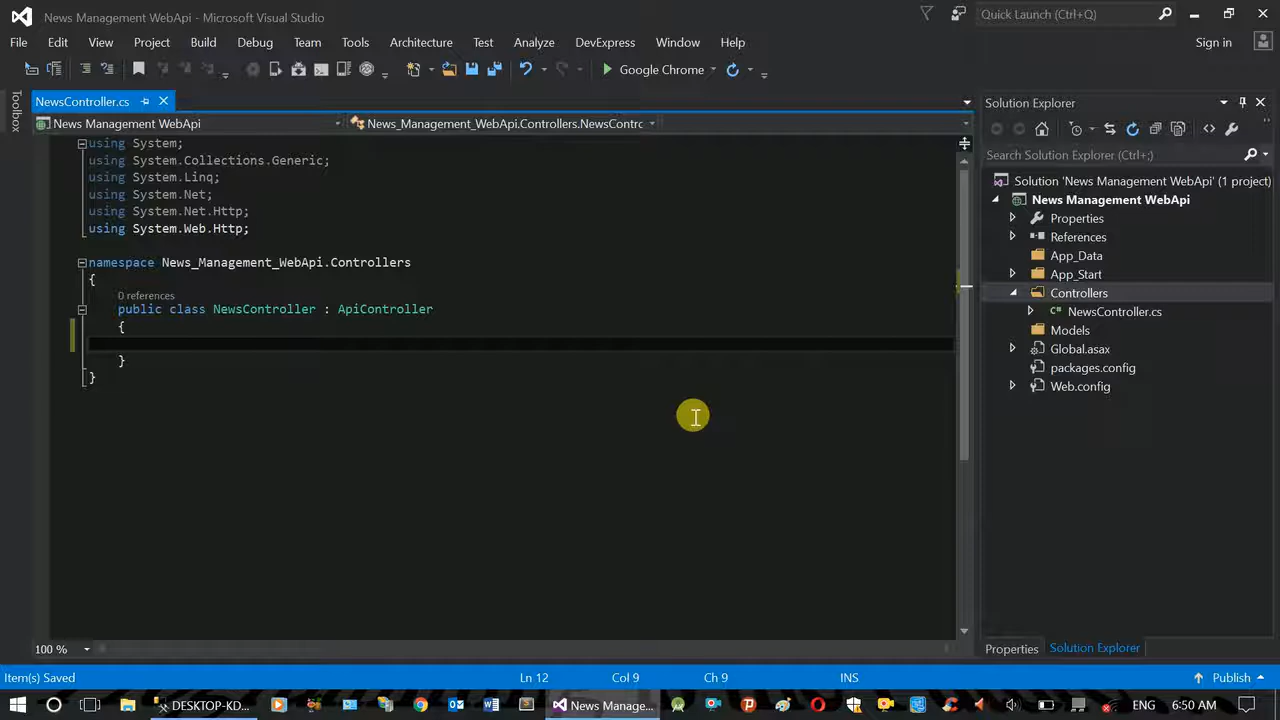 News Management WebApi - Microsoft Visual Studio
Quick Launch (Ctrl+Q)
File Edit View Project Build Debug Team Tools Architecture Test Analyze DevExpress Window Help
Sign in
Google Chrome
Toolbox
NewsController.cs
News Management WebApi
News_Management_WebApi.Controllers.NewsContrc
using System;
using System.Collections.Generic;
using System.Linq;
using System.Net;
using System.Net.Http;
using System.Web.Http;
namespace News_Management_WebApi.Controllers
{
0 references
public class NewsController : ApiController
{
}
}
100 %
Solution Explorer
Search Solution Explorer (Ctrl+;)
Solution 'News Management WebApi' (1 project)
News Management WebApi
Properties
References
App_Data
App_Start
Controllers
NewsController.cs
Models
Global.asax
packages.config
Web.config
Properties Solution Explorer
Item(s) Saved
Ln 12 Col 9 Ch 9 INS
Publish
DESKTOP-KD...
News Manage...
ENG 6:50 AM